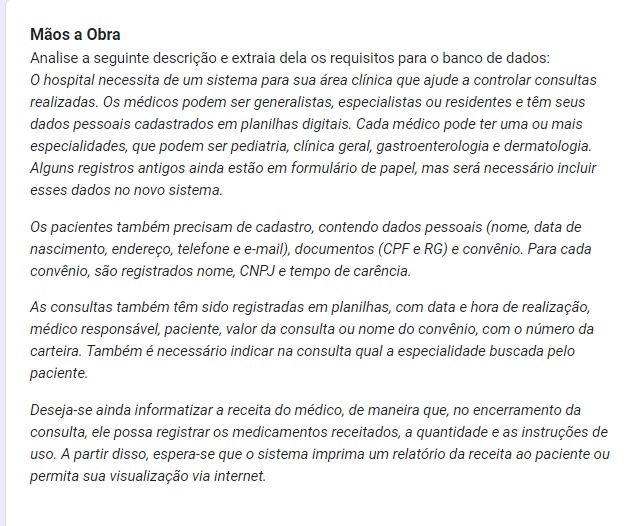 Mãos a Obra
Analise a seguinte descrição e extraia dela os requisitos para o banco de dados:
O hospital necessita de um sistema para sua área clínica que ajude a controlar consultas
realizadas. Os médicos podem ser generalistas, especialistas ou residentes e têm seus
dados pessoais cadastrados em planilhas digitais. Cada médico pode ter uma ou mais
especialidades, que podem ser pediatria, clínica geral, gastroenterologia e dermatologia.
Alguns registros antigos ainda estão em formulário de papel, mas será necessário incluir
esses dados no novo sistema.
Os pacientes também precisam de cadastro, contendo dados pessoais (nome, data de
nascimento, endereço, telefone e e-mail), documentos (CPF e RG) e convênio. Para cada
convênio, são registrados nome, CNPJ e tempo de carência.
As consultas também têm sido registradas em planilhas, com data e hora de realização,
médico responsável, paciente, valor da consulta ou nome do convênio, com o número da
carteira. Também é necessário indicar na consulta qual a especialidade buscada pelo
paciente.
Deseja-se ainda informatizar a receita do médico, de maneira que, no encerramento da
consulta, ele possa registrar os medicamentos receitados, a quantidade e as instruções de
uso. A partir disso, espera-se que o sistema imprima um relatório da receita ao paciente ou
permita sua visualização via internet.